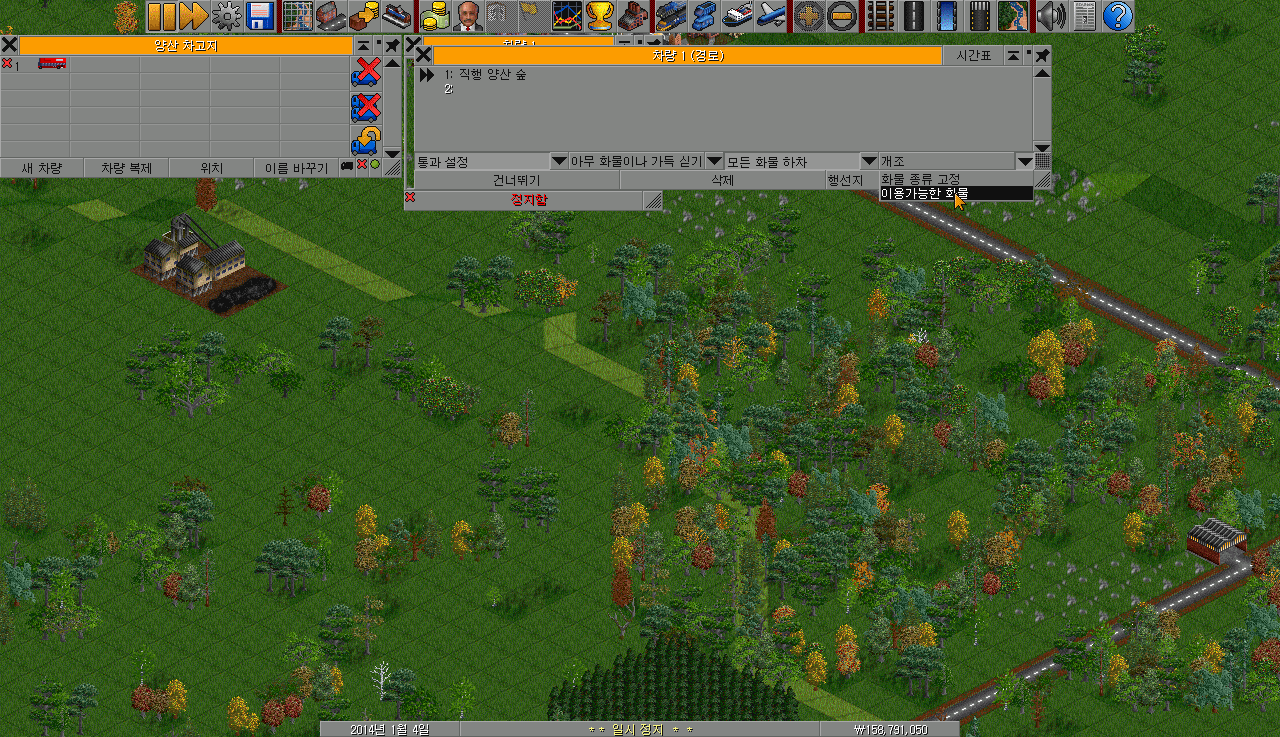 양산 차고지
차량 1 (경로)
시간표
1
1: 직행 양산 숲
2:
통과 설정
아무 화물이나 가득 싣기
모든 화물 하차
개조
건너뛰기
삭제
행선지
화물 종류 고정
이용가능한 화물
새 차량
차량 복제
위치
이름 바꾸기
정지함
2014년 1월 4일
* * 일시 정지 * *
₩158,791,050